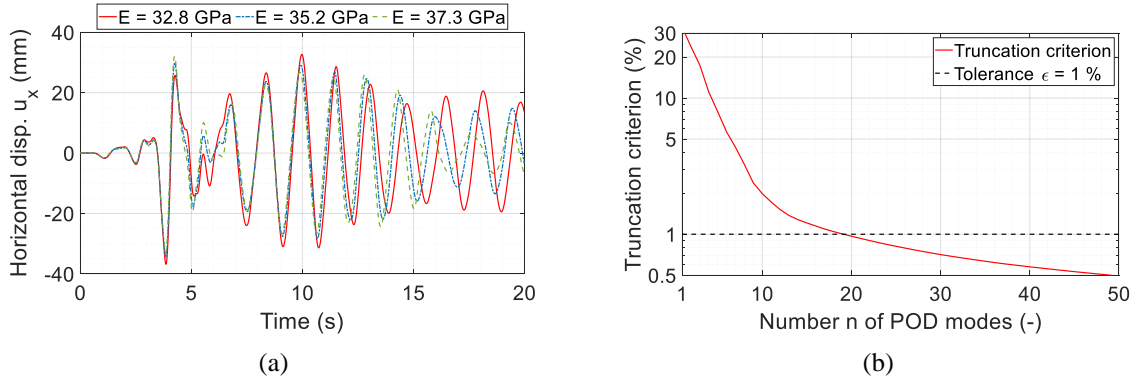 E = 32.8 GPa E = 35.2 GPa E = 37.3 GPa
Horizontal disp. u_x (mm)
40
20
0
-20
-40
0 5 10 15 20
Time (s)
(a)
Truncation criterion (%)
30
20
10
5
1
0.5
Truncation criterion
Tolerance ϵ = 1 %
1 10 20 30 40 50
Number n of POD modes (-)
(b)